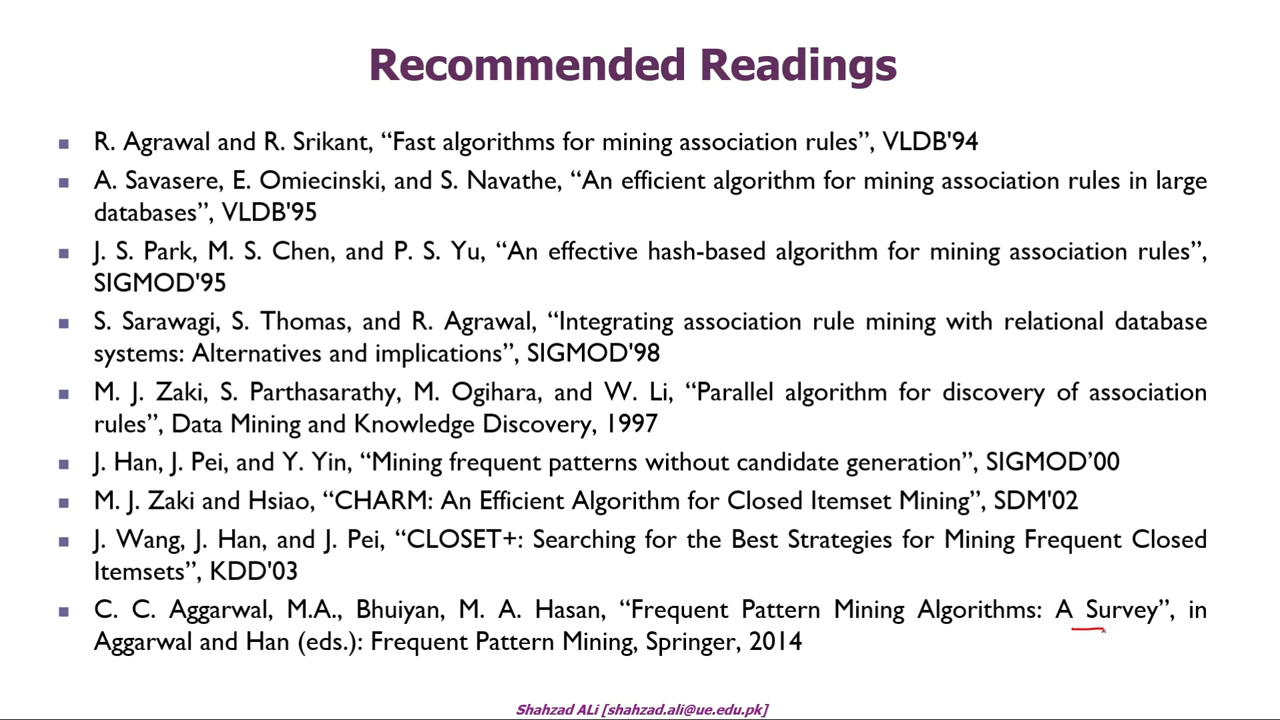 Recommended Readings
R. Agrawal and R. Srikant, “Fast algorithms for mining association rules”, VLDB'94
A. Savasere, E. Omiecinski, and S. Navathe, “An efficient algorithm for mining association rules in large
databases”, VLDB'95
J. S. Park, M. S. Chen, and P. S. Yu, “An effective hash-based algorithm for mining association rules”,
SIGMOD'95
S. Sarawagi, S. Thomas, and R. Agrawal, “Integrating association rule mining with relational database
systems: Alternatives and implications”, SIGMOD'98
M. J. Zaki, S. Parthasarathy, M. Ogihara, and W. Li, “Parallel algorithm for discovery of association
rules”, Data Mining and Knowledge Discovery, 1997
J. Han, J. Pei, and Y. Yin, “Mining frequent patterns without candidate generation”, SIGMOD’00
M. J. Zaki and Hsiao, “CHARM: An Efficient Algorithm for Closed Itemset Mining”, SDM'02
J. Wang, J. Han, and J. Pei, “CLOSET+: Searching for the Best Strategies for Mining Frequent Closed
Itemsets”, KDD'03
C. C. Aggarwal, M.A., Bhuiyan, M. A. Hasan, “Frequent Pattern Mining Algorithms: A Survey”, in
Aggarwal and Han (eds.): Frequent Pattern Mining, Springer, 2014
Shahzad ALi [shahzad.ali@ue.edu.pk]